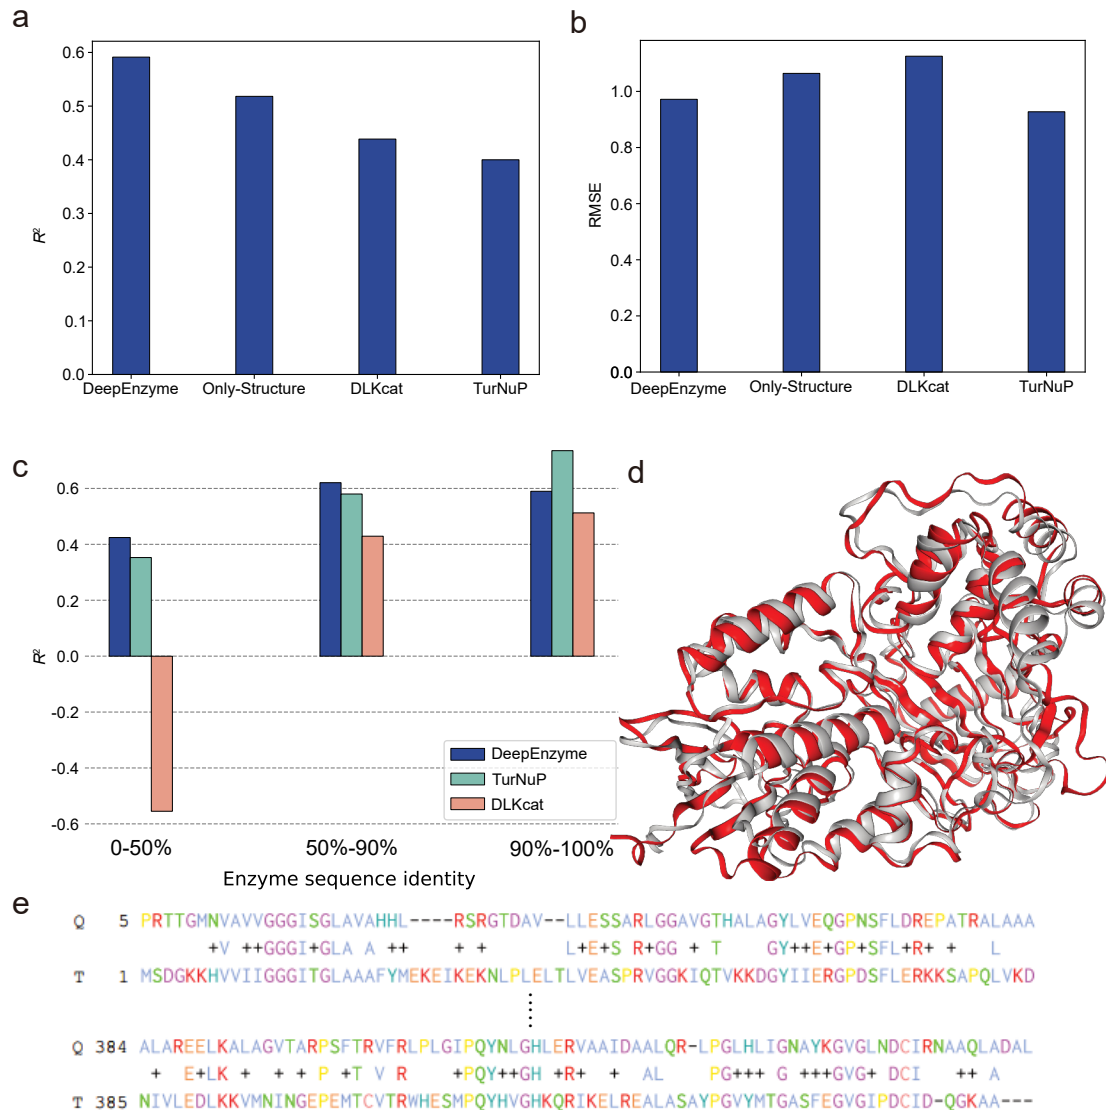 a
0.6
0.5
0.4
0.3
0.2
0.1
0.0
R²
DeepEnzyme Only-Structure DLKcat TurNuP
b
1.0
0.8
0.6
0.4
0.2
0.0
RMSE
DeepEnzyme Only-Structure DLKcat TurNuP
c
0.6
0.4
0.2
0.0
-0.2
-0.4
-0.6
R²
DeepEnzyme
TurNuP
DLKcat
0-50% 50%-90% 90%-100%
Enzyme sequence identity
d
e
Q 5 PRTTGMNVAVVGGGISGLAVAHHL----RSRGTDAV--LLESSARLGGAVGTHALAGYLVEQGPNSFLDREPATRALAAA
+V ++GGGI+GLA A ++ + + L+E+S R+GG + T GY++E+GP+SFL+R+ + L
T 1 MSDGKKHVVIIGGGITGLAAAFYMEKEIKEKNLPLELTLVEASPRVGGKIQTVKKDGYIIERGPDSFLERKKSAPQLVKD
Q 384 ALAREELKALAGVTARPSFTRVFRLPLGIPQYNLGHLERVAAIDAALQR-LPGLHLIGNAYKGVGLNDCIRNAAQLADAL
+ E+LK + + + P +T V R +PQY++GH +R+ + AL PG+++ G +++GVG+ DCI ++ A
T 385 NIVLEDLKKVMNINGEPEMTCVTRWHESMPQYHVGHKQRIKELREALASAYPGVYMTGASFEGVGIPDCID-QGKAA---